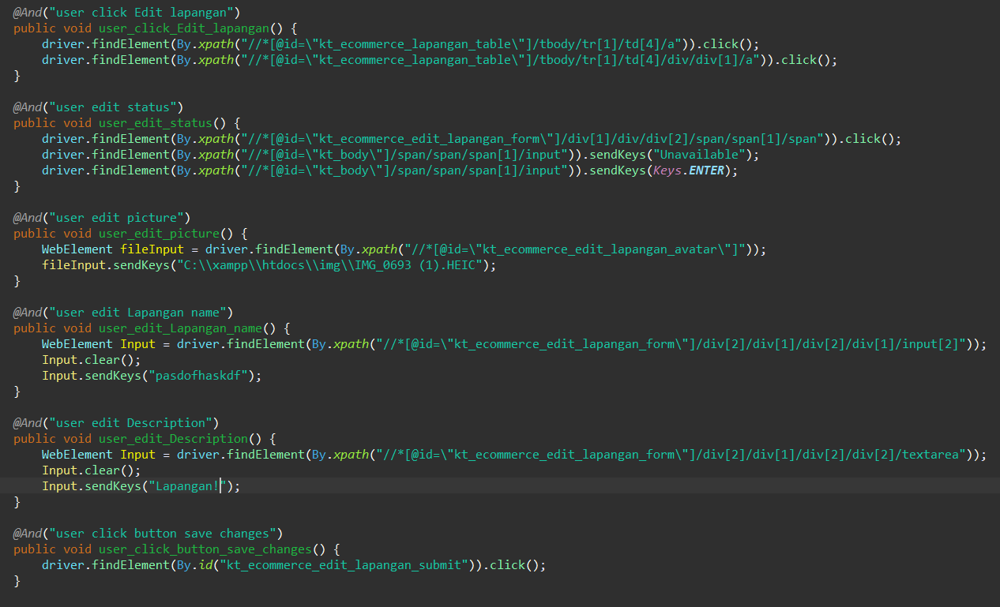 @And("user click Edit lapangan")
public void user_click_Edit_lapangan() {
    driver.findElement(By.xpath("//*[@id=\"kt_ecommerce_lapangan_table\"]/tbody/tr[1]/td[4]/a")).click();
    driver.findElement(By.xpath("//*[@id=\"kt_ecommerce_lapangan_table\"]/tbody/tr[1]/td[4]/div/div[1]/a")).click();
}

@And("user edit status")
public void user_edit_status() {
    driver.findElement(By.xpath("//*[@id=\"kt_ecommerce_edit_lapangan_form\"]/div[1]/div/div[2]/span/span[1]/span")).click();
    driver.findElement(By.xpath("//*[@id=\"kt_body\"]/span/span/span[1]/input")).sendKeys("Unavailable");
    driver.findElement(By.xpath("//*[@id=\"kt_body\"]/span/span/span[1]/input")).sendKeys(Keys.ENTER);
}

@And("user edit picture")
public void user_edit_picture() {
    WebElement fileInput = driver.findElement(By.xpath("//*[@id=\"kt_ecommerce_edit_lapangan_avatar\"]"));
    fileInput.sendKeys("C:\\xampp\\htdocs\\img\\IMG_0693 (1).HEIC");
}

@And("user edit Lapangan name")
public void user_edit_Lapangan_name() {
    WebElement Input = driver.findElement(By.xpath("//*[@id=\"kt_ecommerce_edit_lapangan_form\"]/div[2]/div[1]/div[2]/div[1]/input[2]"));
    Input.clear();
    Input.sendKeys("pasdofhaskdf");
}

@And("user edit Description")
public void user_edit_Description() {
    WebElement Input = driver.findElement(By.xpath("//*[@id=\"kt_ecommerce_edit_lapangan_form\"]/div[2]/div[1]/div[2]/div[2]/textarea"));
    Input.clear();
    Input.sendKeys("Lapangan!");
}

@And("user click button save changes")
public void user_click_button_save_changes() {
    driver.findElement(By.id("kt_ecommerce_edit_lapangan_submit")).click();
}